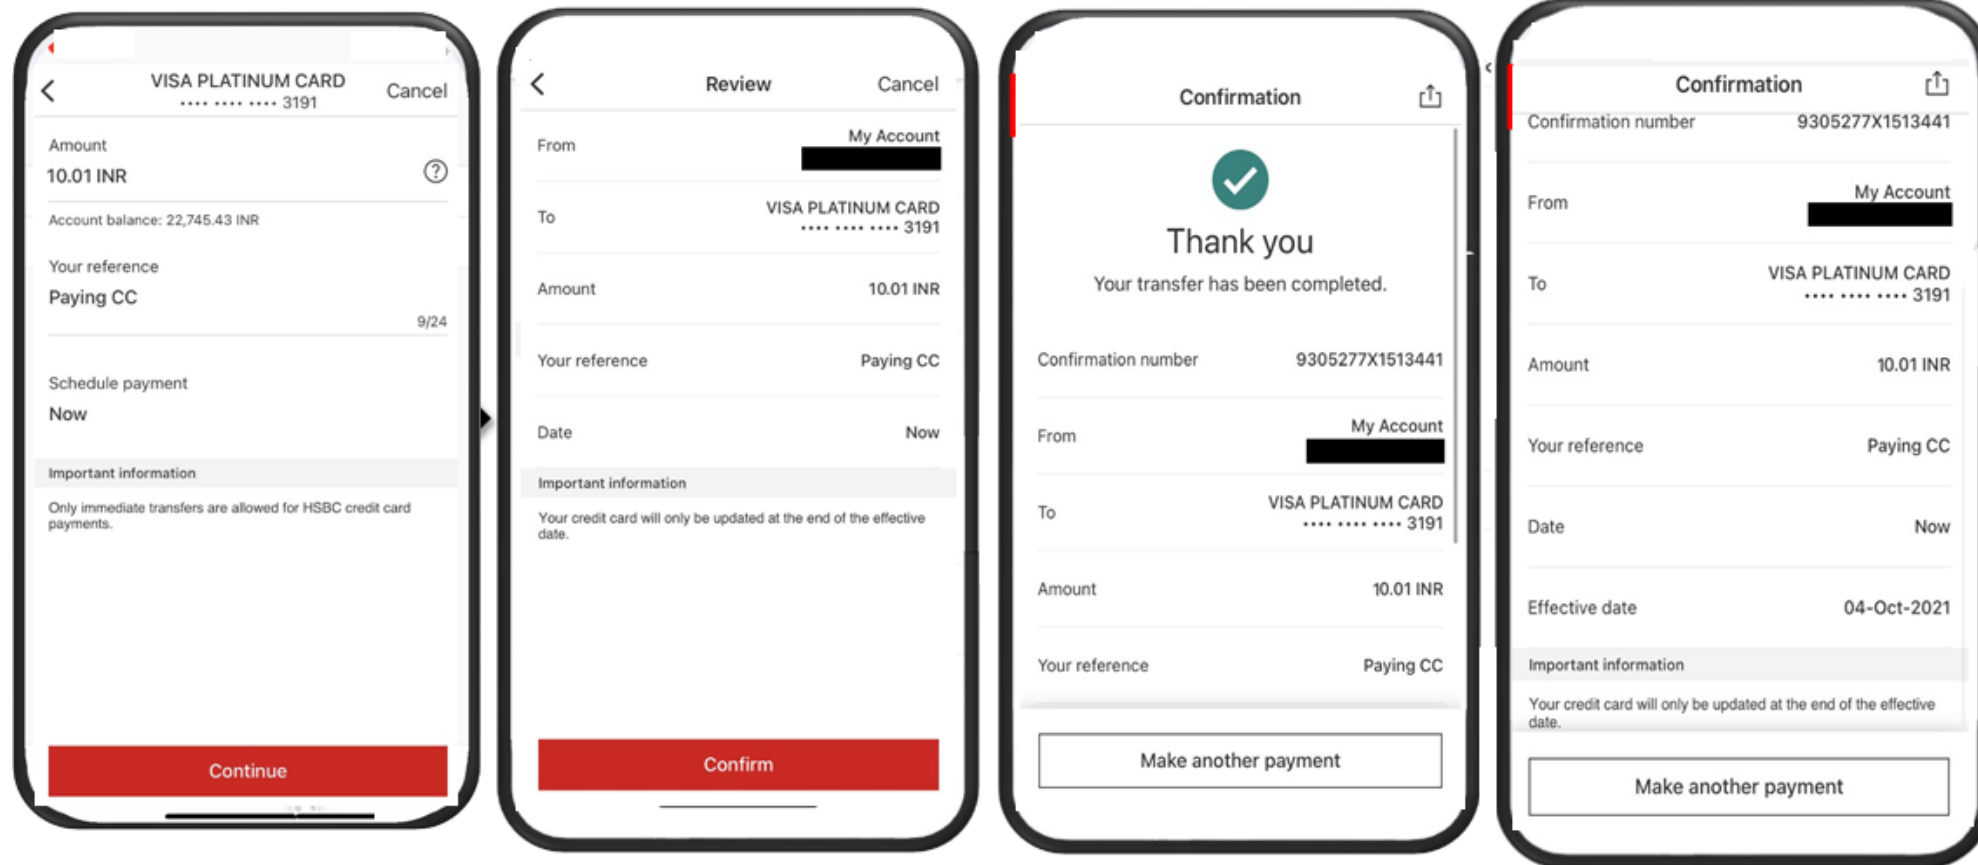 VISA PLATINUM CARD
•••• •••• •••• 3191
Cancel
Amount
10.01 INR
Account balance: 22,745.43 INR
Your reference
Paying CC
9/24
Schedule payment
Now
Important information
Only immediate transfers are allowed for HSBC credit card
payments.
Continue
Review
Cancel
From
My Account
To
VISA PLATINUM CARD
•••• •••• •••• 3191
Amount
10.01 INR
Your reference
Paying CC
Date
Now
Important information
Your credit card will only be updated at the end of the effective
date.
Confirm
Confirmation
Thank you
Your transfer has been completed.
Confirmation number
9305277X1513441
From
My Account
To
VISA PLATINUM CARD
•••• •••• •••• 3191
Amount
10.01 INR
Your reference
Paying CC
Make another payment
Confirmation
Confirmation number
9305277X1513441
From
My Account
To
VISA PLATINUM CARD
•••• •••• •••• 3191
Amount
10.01 INR
Your reference
Paying CC
Date
Now
Effective date
04-Oct-2021
Important information
Your credit card will only be updated at the end of the effective
date.
Make another payment